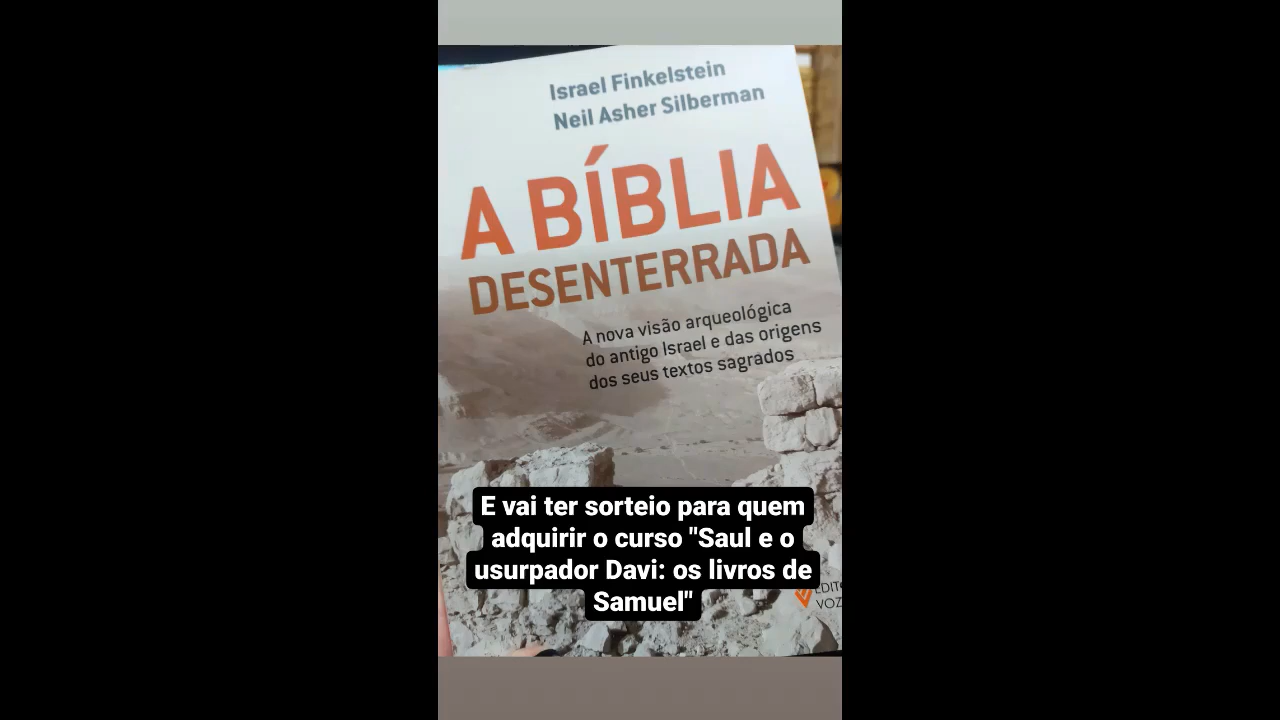 Israel Finkelstein
Neil Asher Silberman
A BÍBLIA
DESENTERRADA
A nova visão arqueológica
do antigo Israel e das origens
dos seus textos sagrados
E vai ter sorteio para quem
adquirir o curso "Saul e o
usurpador Davi: os livros de
Samuel"